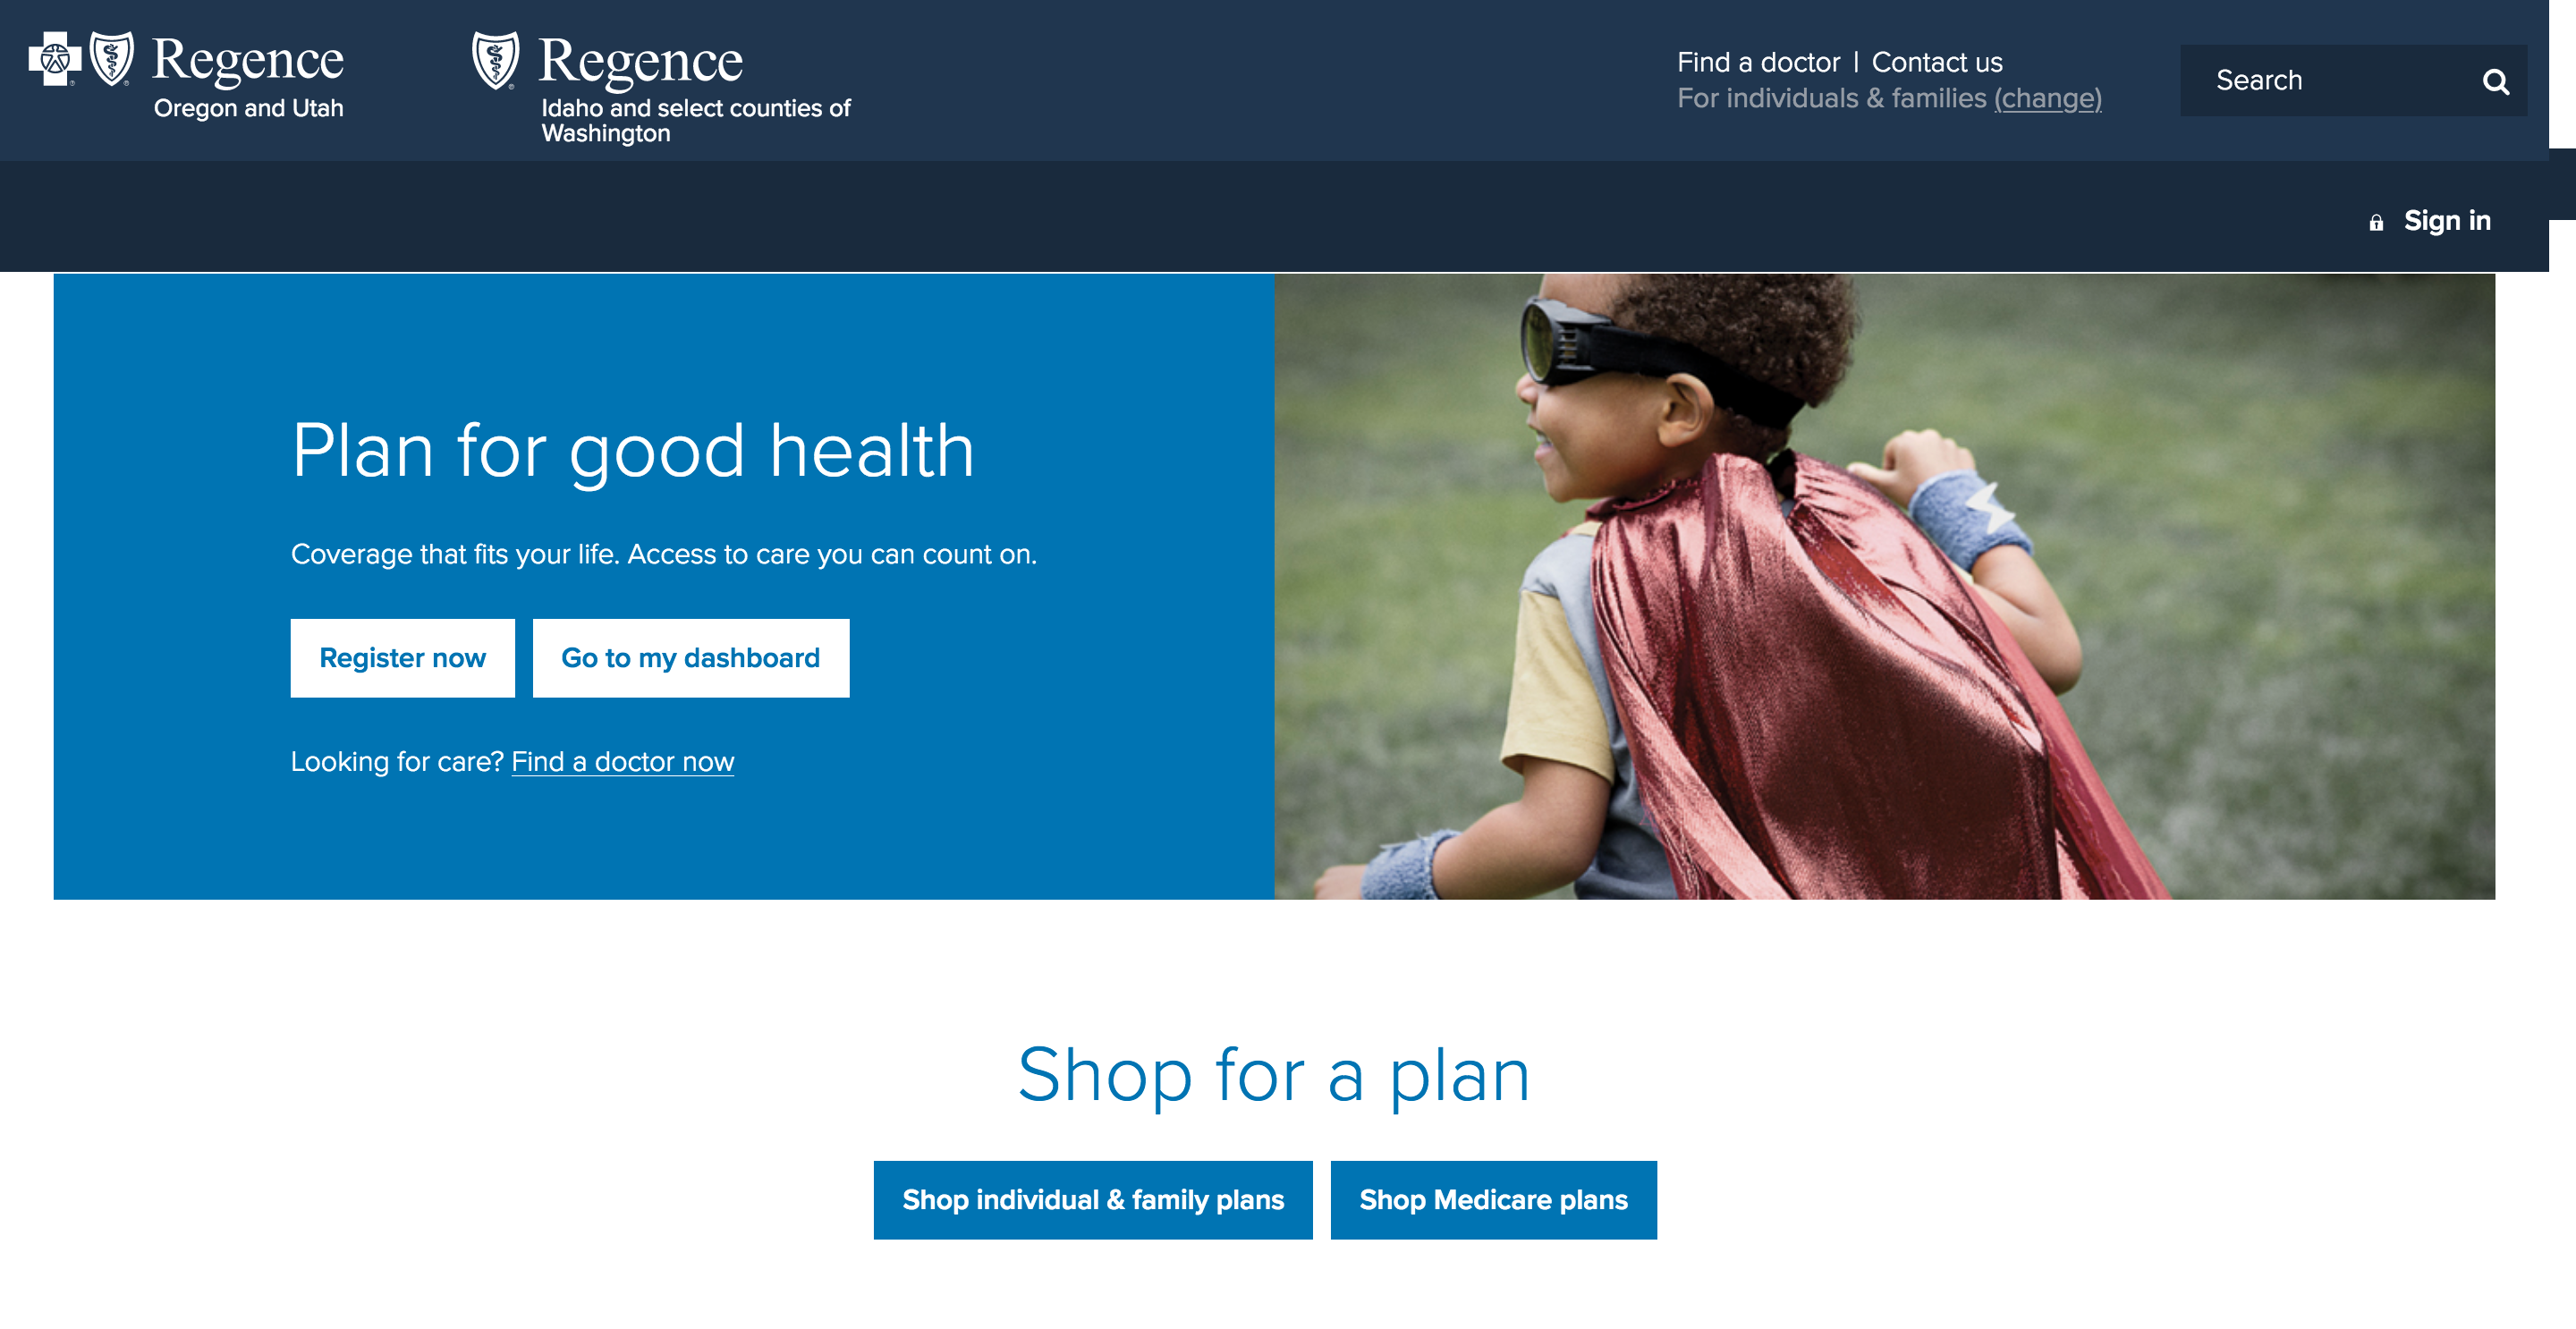 Regence
Oregon and Utah
Regence
Idaho and select counties of
Washington
Find a doctor | Contact us
For individuals & families (change)
Search
Sign in
Plan for good health
Coverage that fits your life. Access to care you can count on.
Register now
Go to my dashboard
Looking for care? Find a doctor now
Shop for a plan
Shop individual & family plans
Shop Medicare plans